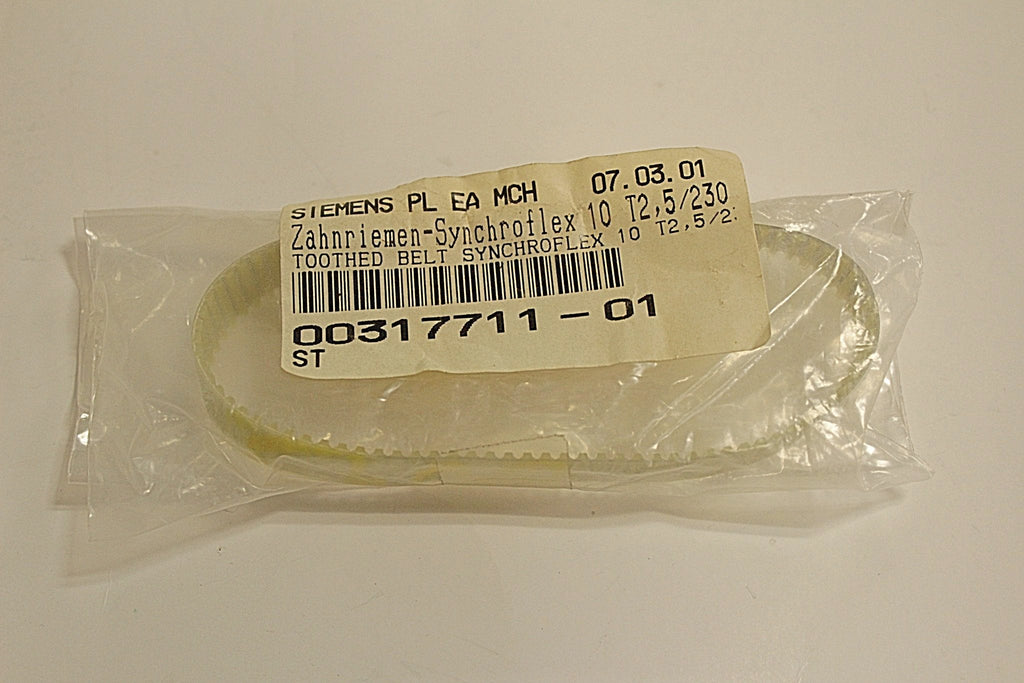 SIEMENS PL EA MCH 07.03.01
Zahnriemen-Synchroflex 10 T2,5/230
TOOTHED BELT SYNCHROFLEX 10 T2,5/2
00317711-01
ST